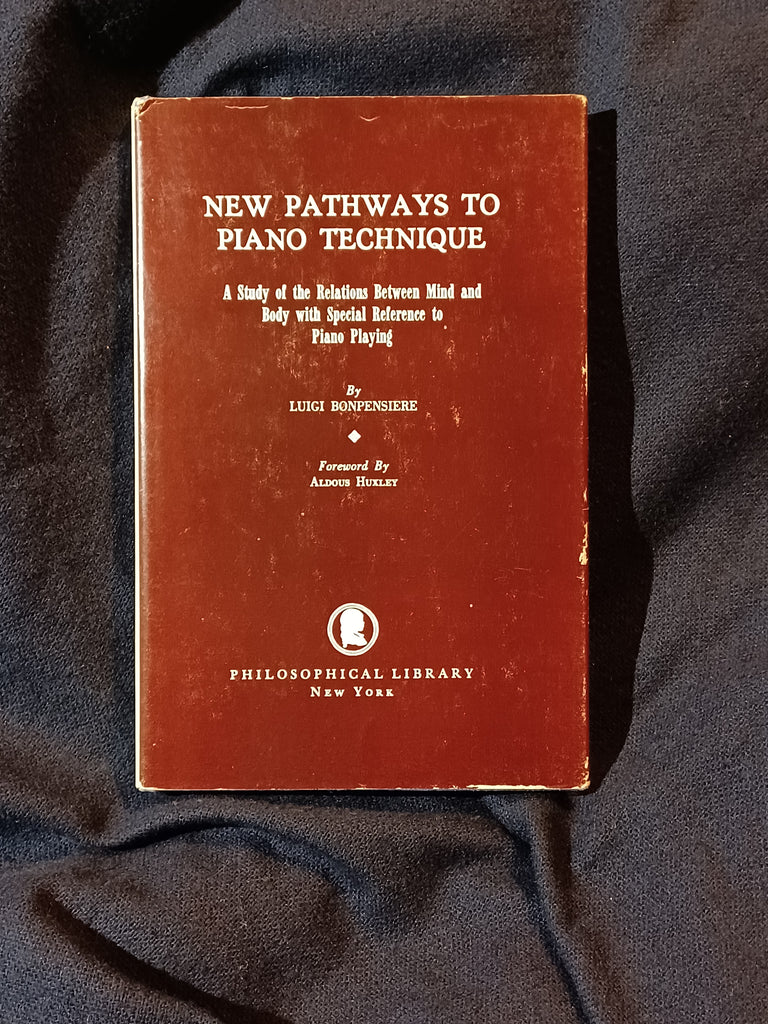 NEW PATHWAYS TO
PIANO TECHNIQUE
A Study of the Relations Between Mind and
Body with Special Reference to
Piano Playing
By
LUIGI BONPENSIERE
Foreword By
ALDOUS HUXLEY
PHILOSOPHICAL LIBRARY
NEW YORK